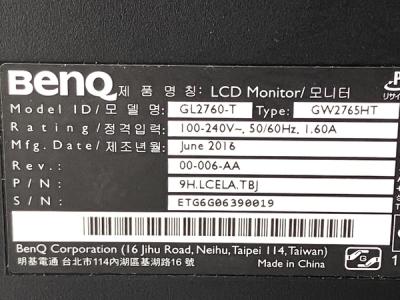 BenQ 제 품 명 칭: LCD Monitor/ 모니터
Model ID/ 모 델 명: GL2760-T Type: GW2765HT
Rating/정격입력: 100-240V~, 50/60Hz, 1.60A
Mfg. Date/ 제조년월: June 2016
Rev.: 00-006-AA
P/N: 9H.LCELA.TBJ
S/N: ETG6G06390019
BenQ Corporation (16 Jihu Road, Neihu, Taipei 114, Taiwan)
明基電通 台北市114內湖區基湖路16 號
Made in China
リサイ